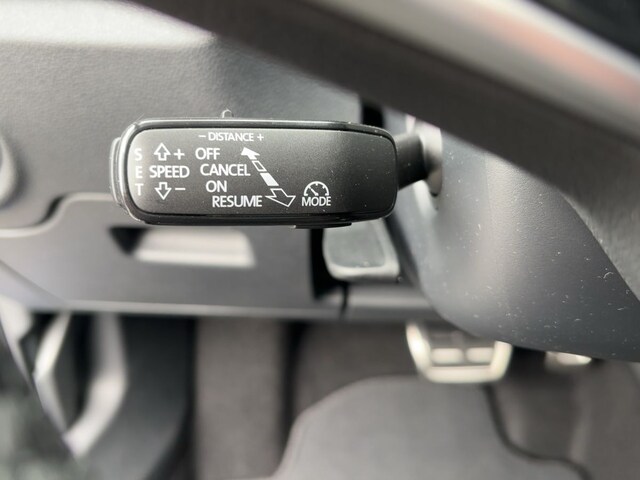 − DISTANCE +
S + OFF
E SPEED CANCEL
T − ON
RESUME MODE